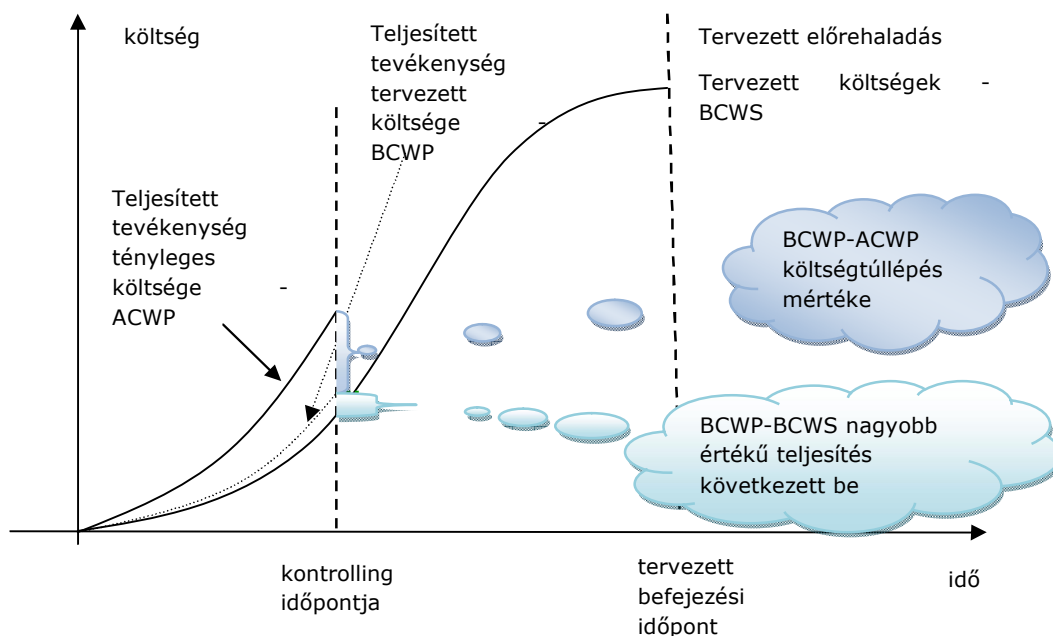 költség
Teljesített
tevékenység
tervezett
költsége -
BCWP
Tervezett előrehaladás
Tervezett költségek -
BCWS
Teljesített
tevékenység
tényleges
költsége -
ACWP
BCWP-ACWP
költségtúllépés
mértéke
BCWP-BCWS nagyobb
értékű teljesítés
következett be
kontrolling
időpontja
tervezett
befejezési
időpont
idő